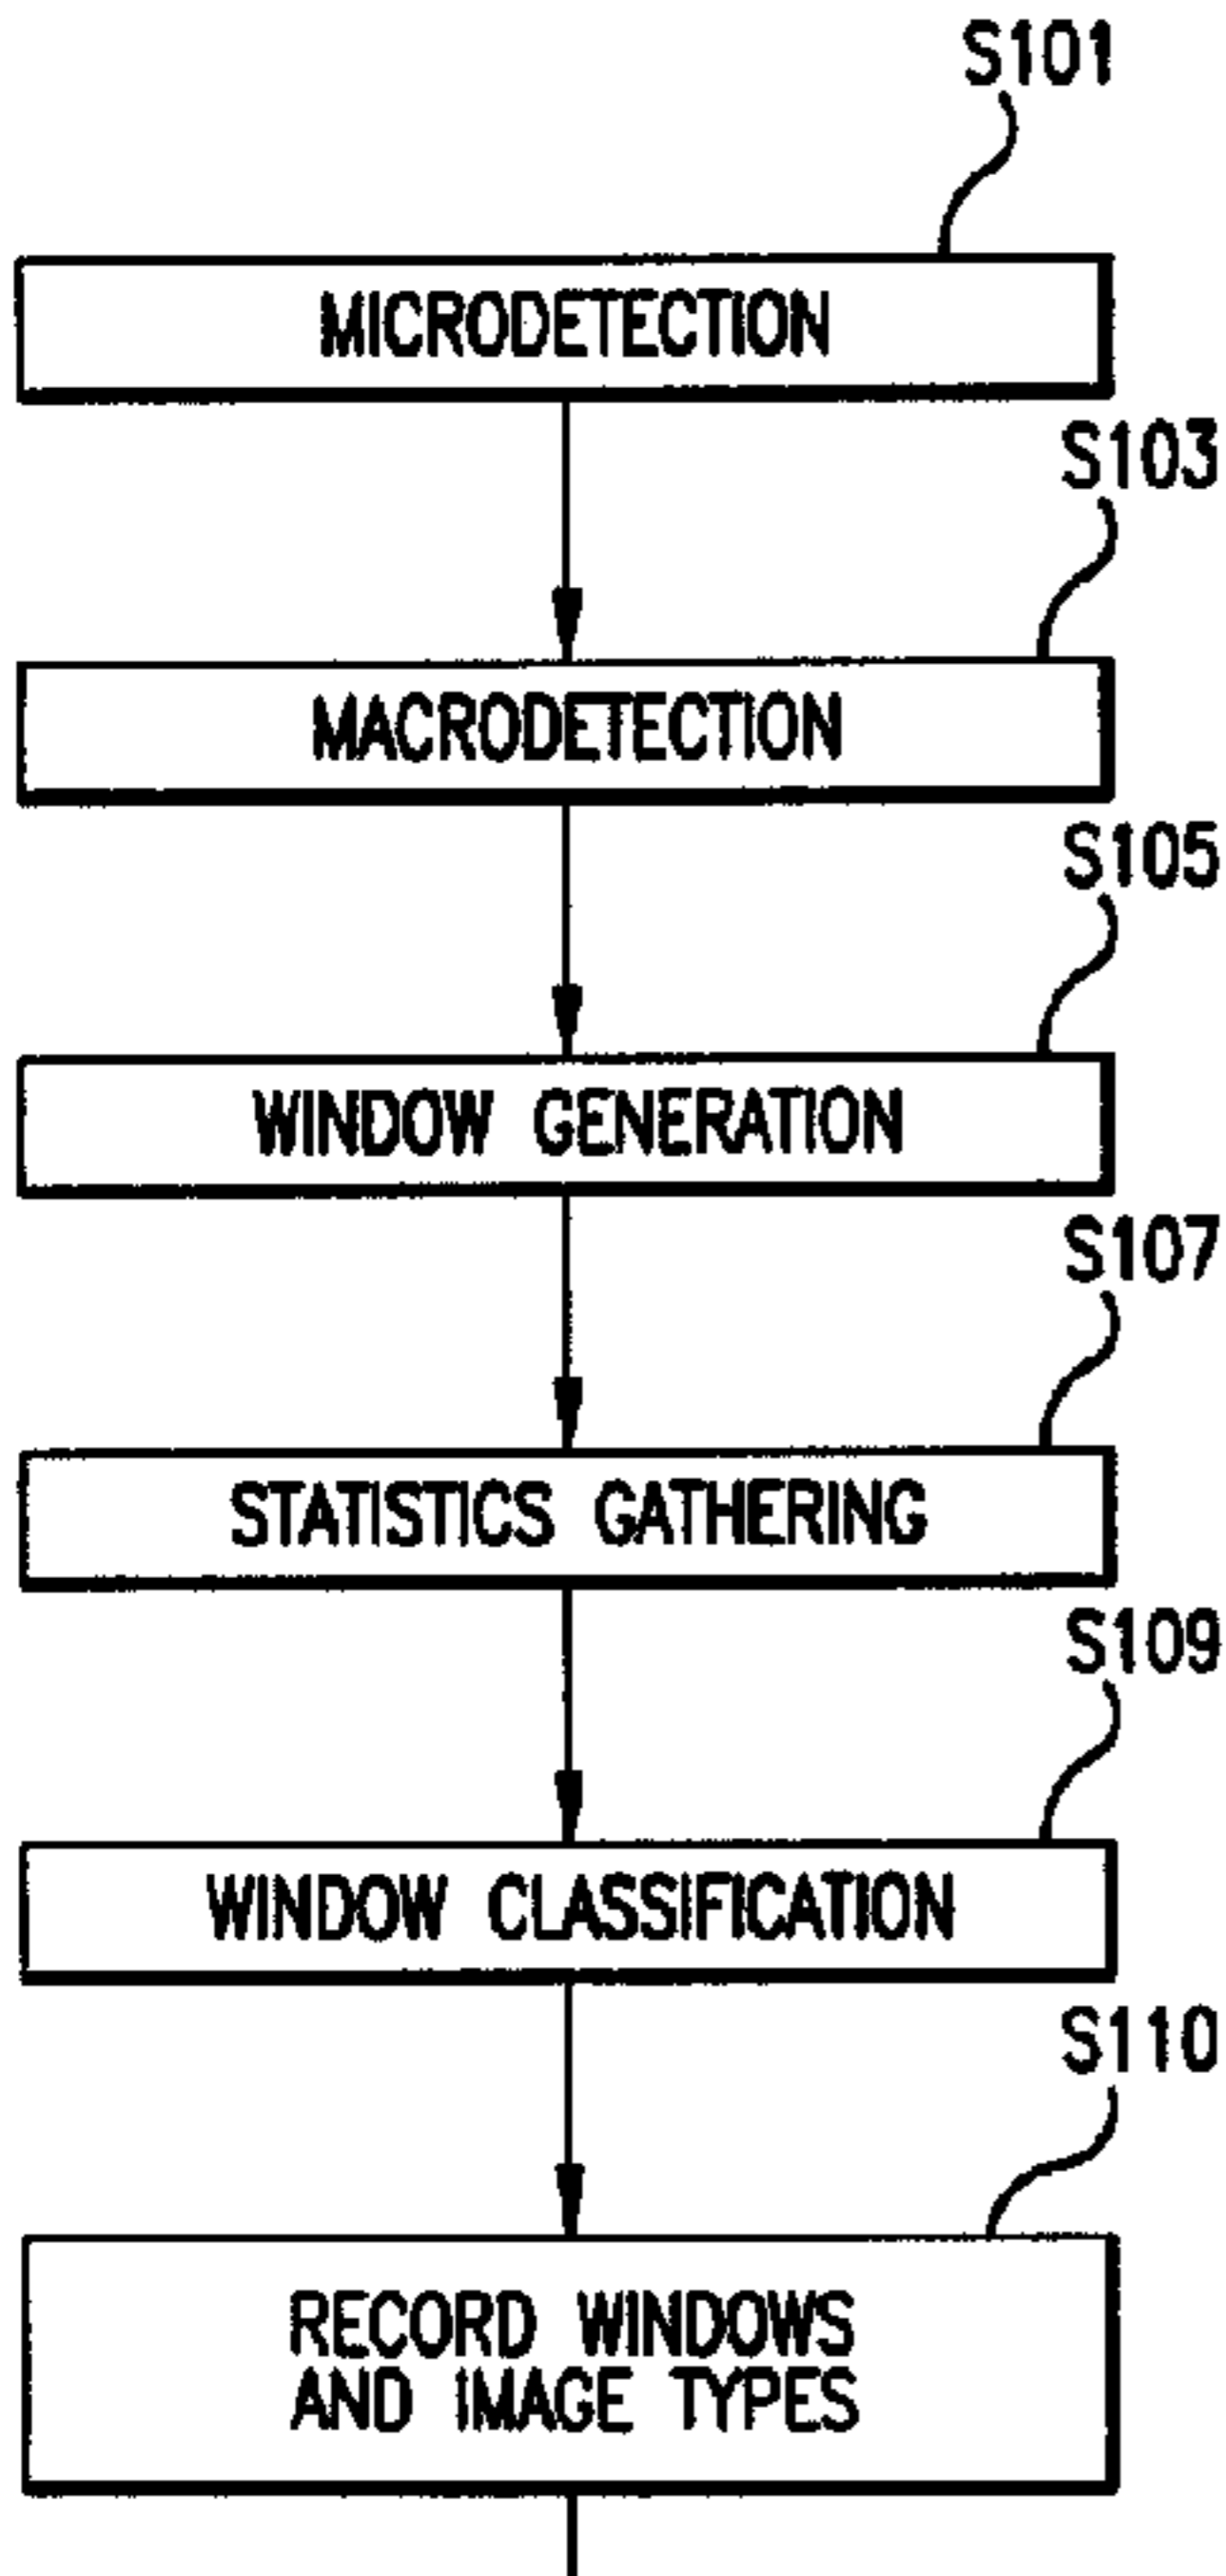 S101
MICRODETECTION
S103
MACRODETECTION
S105
WINDOW GENERATION
S107
STATISTICS GATHERING
S109
WINDOW CLASSIFICATION
S110
RECORD WINDOWS
AND IMAGE TYPES